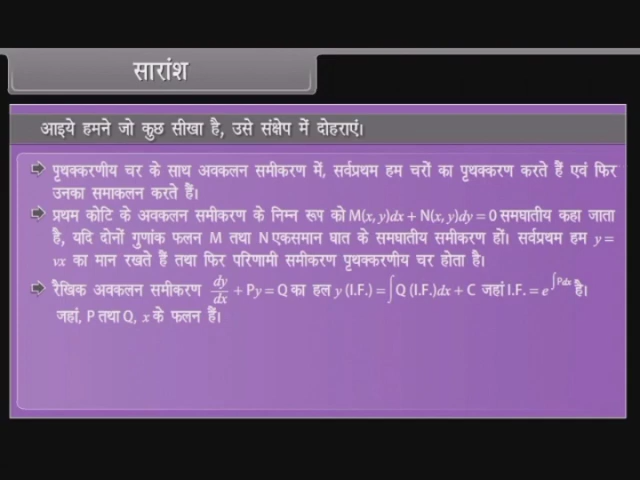 सारांश
आइये हमने जो कुछ सीखा है, उसे संक्षेप में दोहराएं।
पृथक्करणीय चर के साथ अवकलन समीकरण में, सर्वप्रथम हम चरों का पृथक्करण करते हैं एवं फिर
उनका समाकलन करते हैं।
प्रथम कोटि के अवकलन समीकरण के निम्न रूप को M(x, y)dx + N(x, y)dy = 0 समघातीय कहा जाता
है, यदि दोनों गुणांक फलन M तथा N एकसमान घात के समघातीय समीकरण हों। सर्वप्रथम हम y =
vx का मान रखते हैं तथा फिर परिणामी समीकरण पृथक्करणीय चर होता है।
रैखिक अवकलन समीकरण dy/dx + Py = Q का हल y (I.F.) = ∫Q (I.F.)dx + C जहां I.F. = e^∫Pdx है।
जहां, P तथा Q, x के फलन हैं।